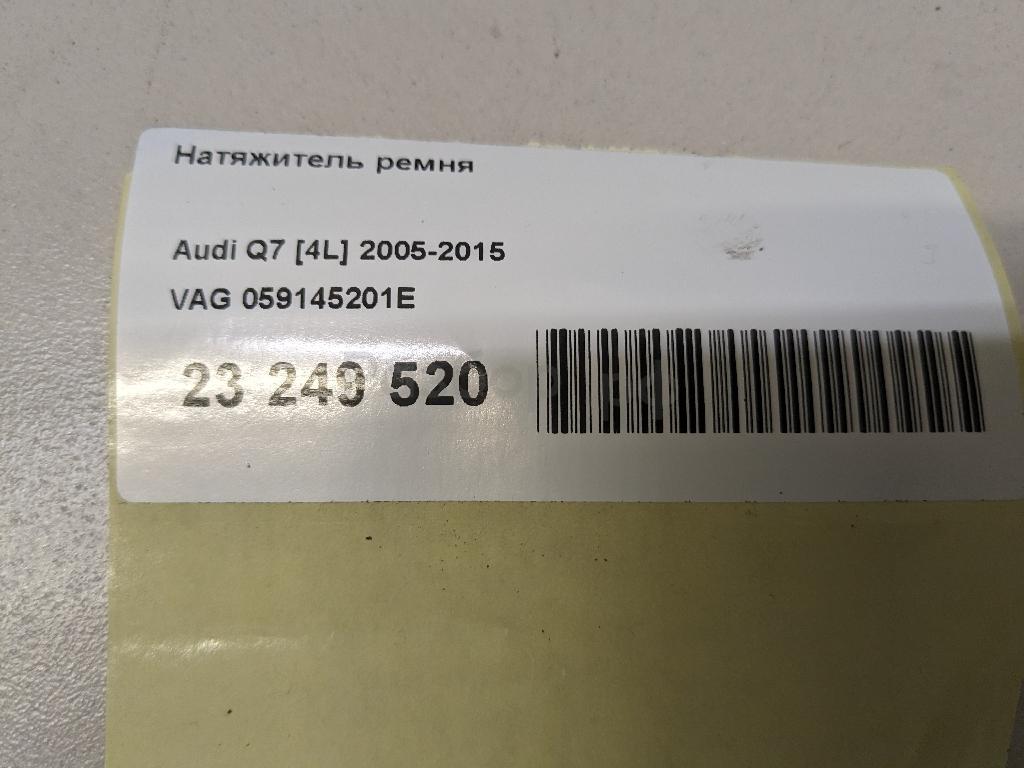 Натяжитель ремня
Audi Q7 [4L] 2005-2015
VAG 059145201E
23 249 520